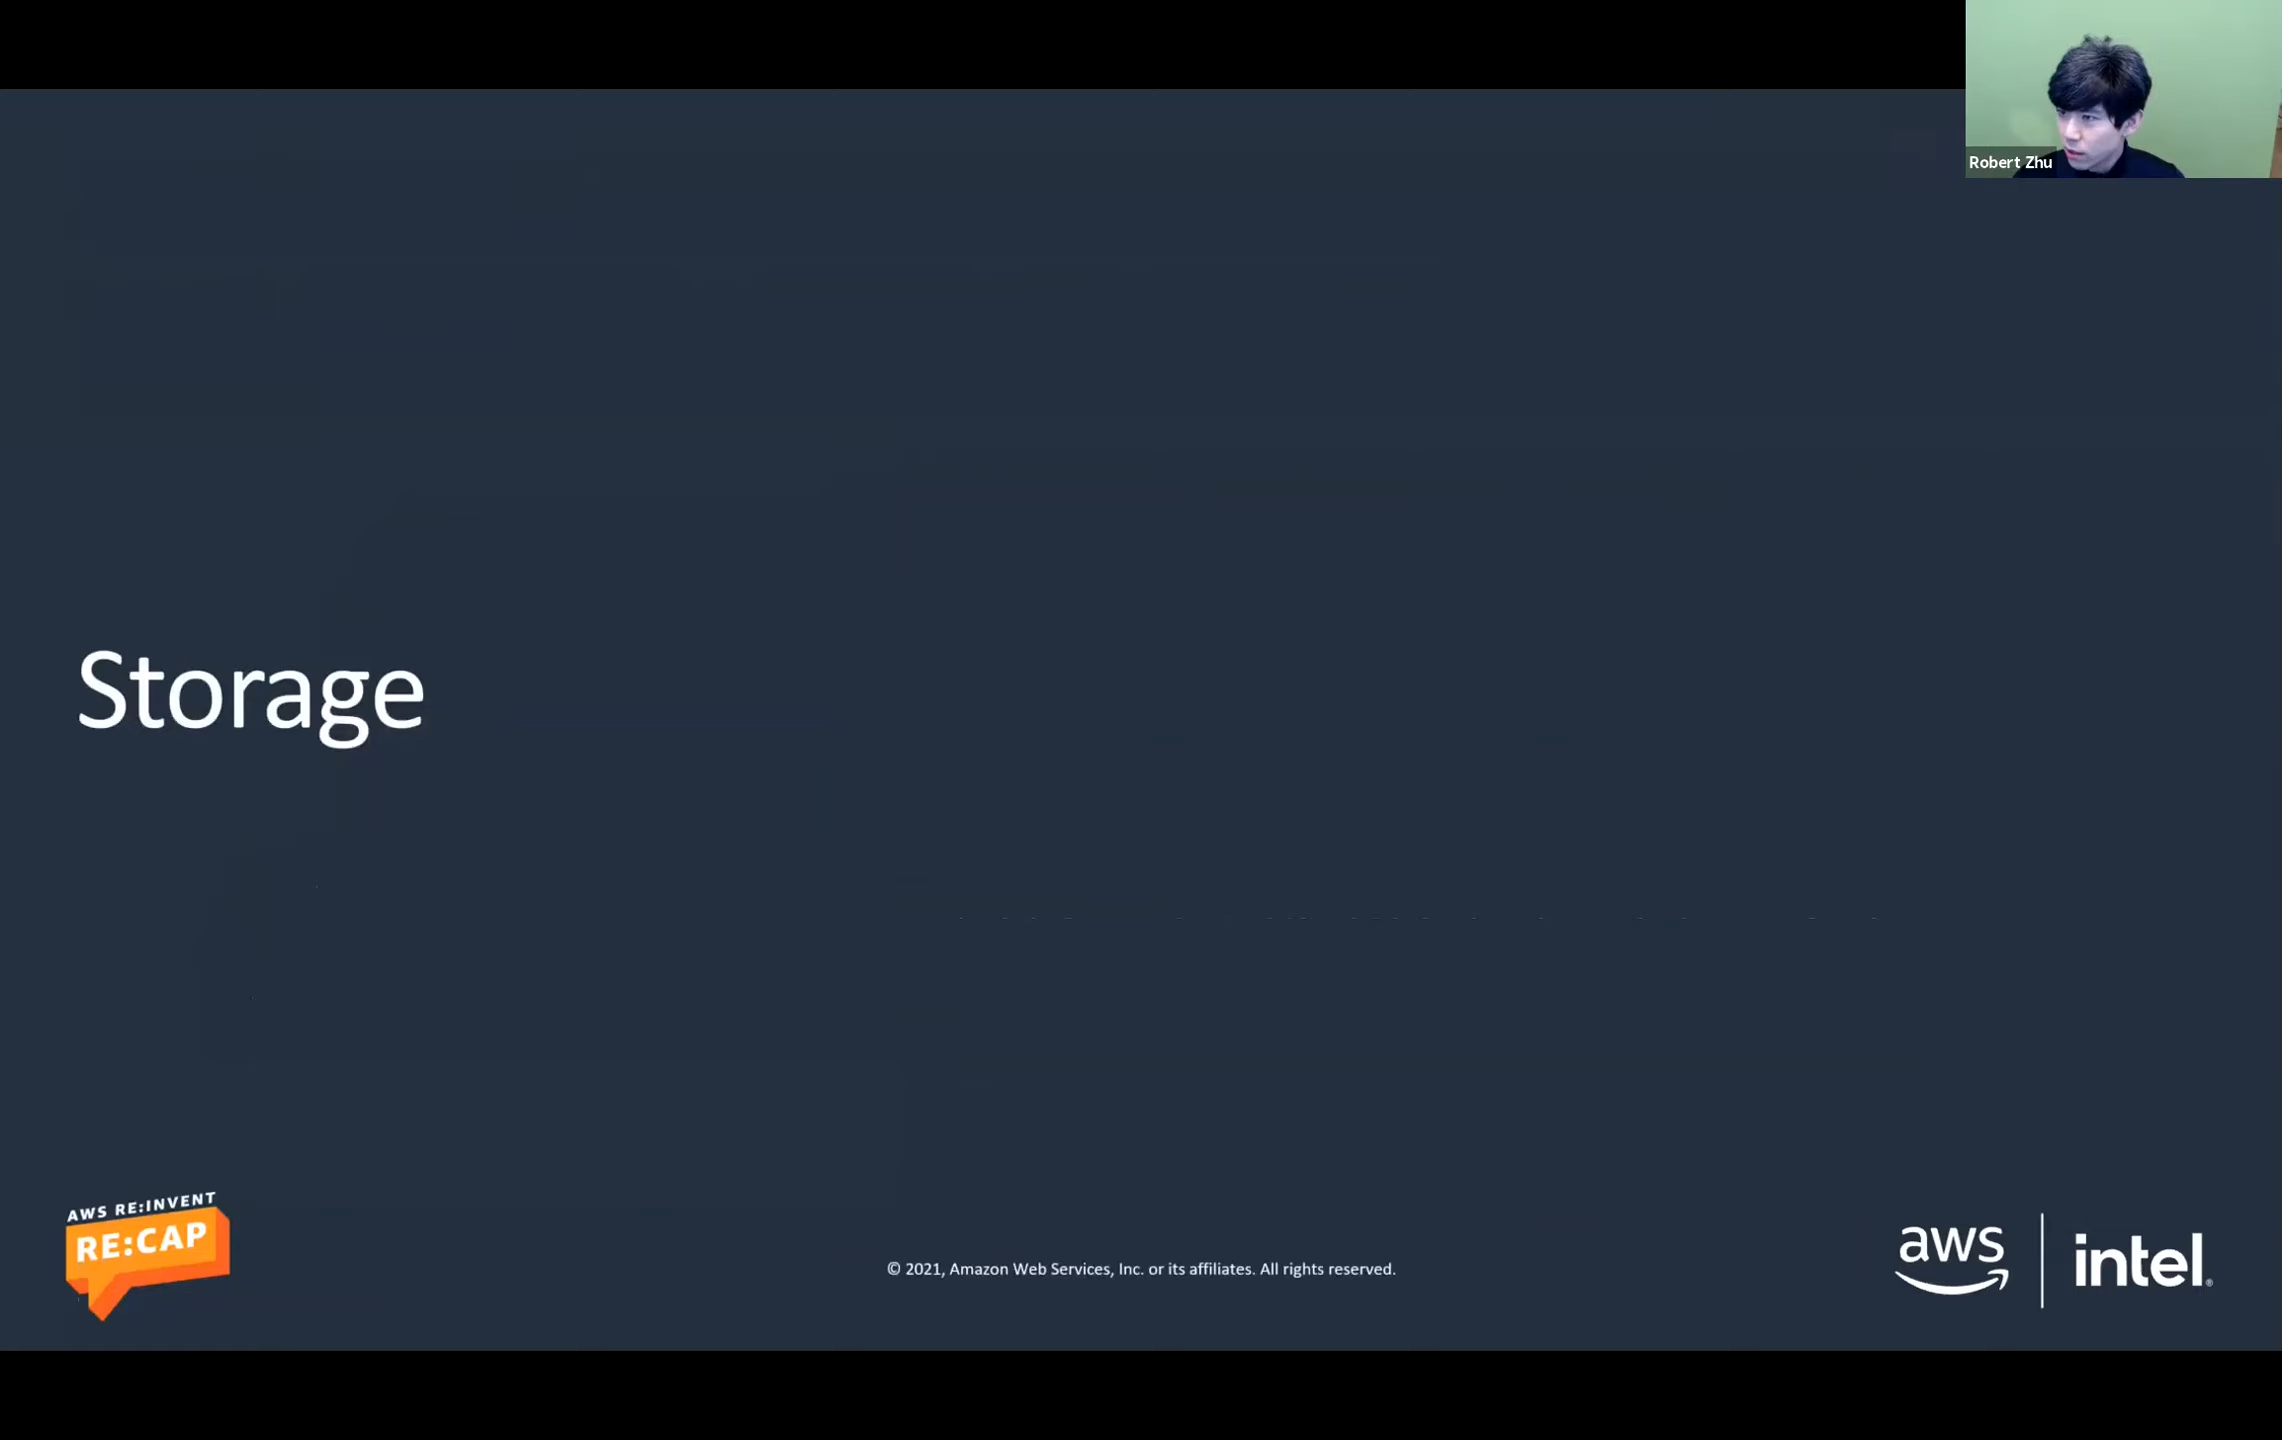 Robert Zhu
Storage
AWS RE:INVENT
RE:CAP
© 2021, Amazon Web Services, Inc. or its affiliates. All rights reserved.
aws
intel®